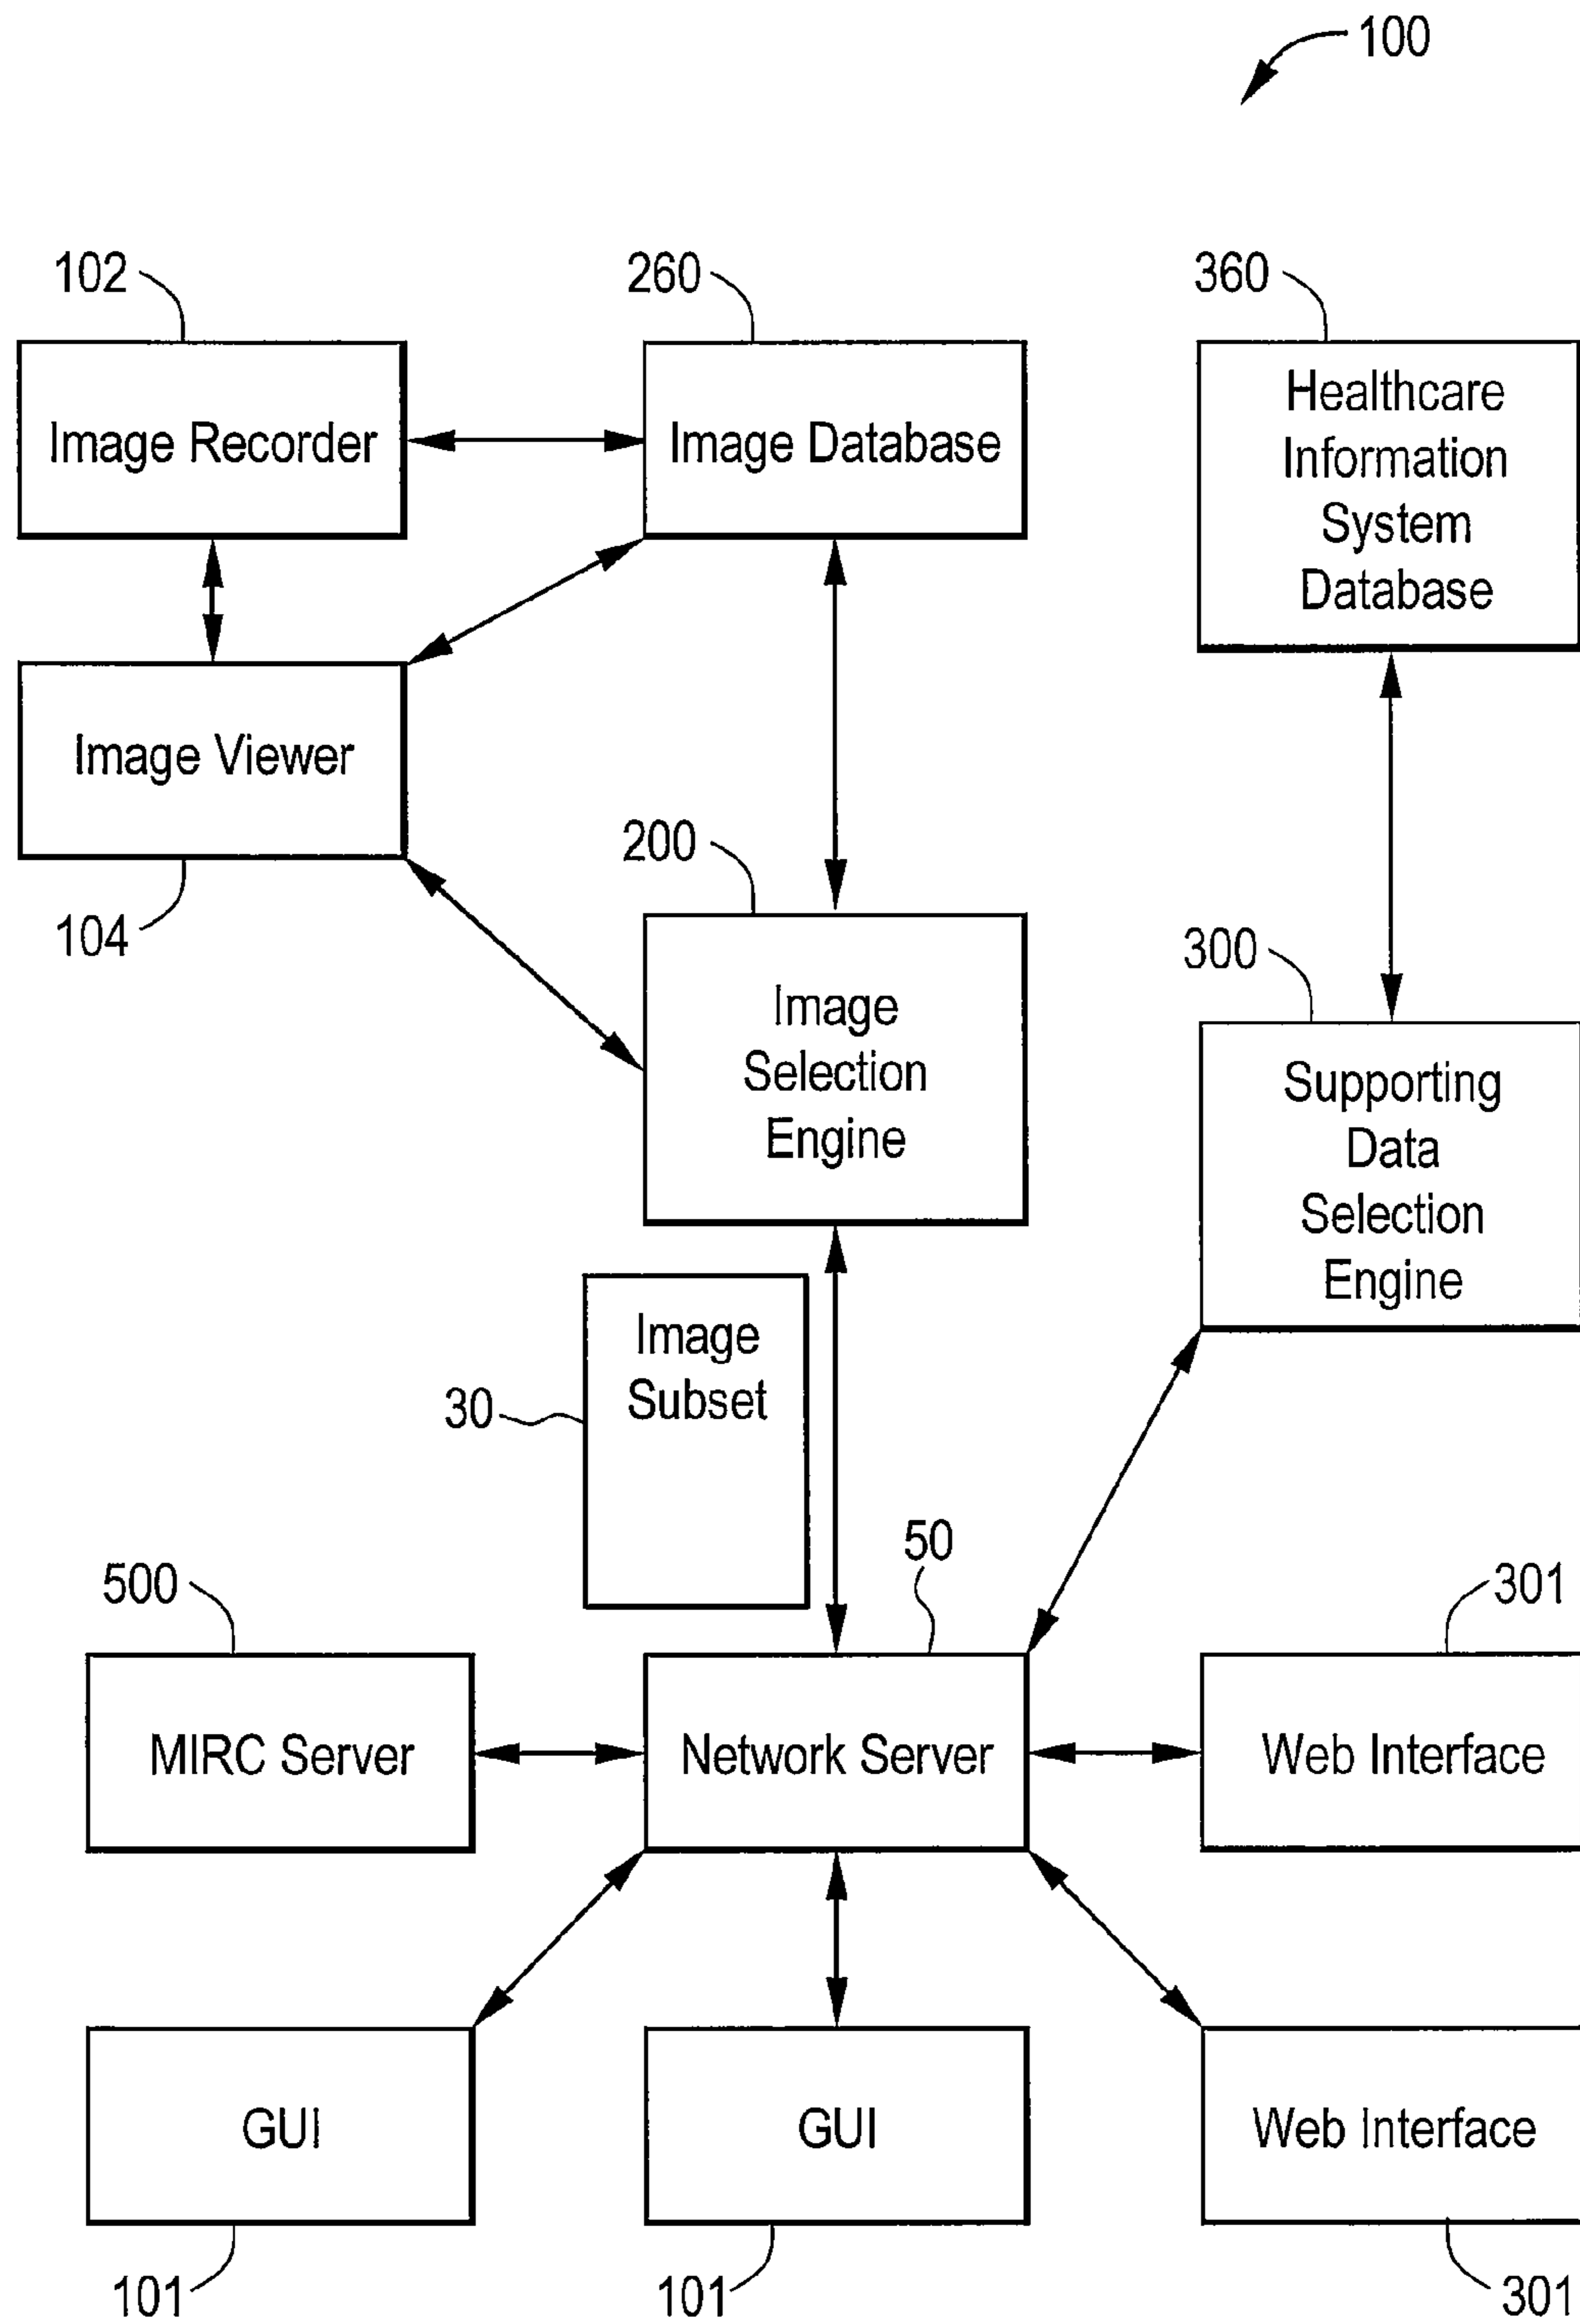 100
102
260
360
Image Recorder
Image Database
Healthcare
Information
System
Database
Image Viewer
104
200
Image
Selection
Engine
300
Supporting
Data
Selection
Engine
Image
Subset
30
50
500
301
MIRC Server
Network Server
Web Interface
GUI
GUI
Web Interface
101
101
301